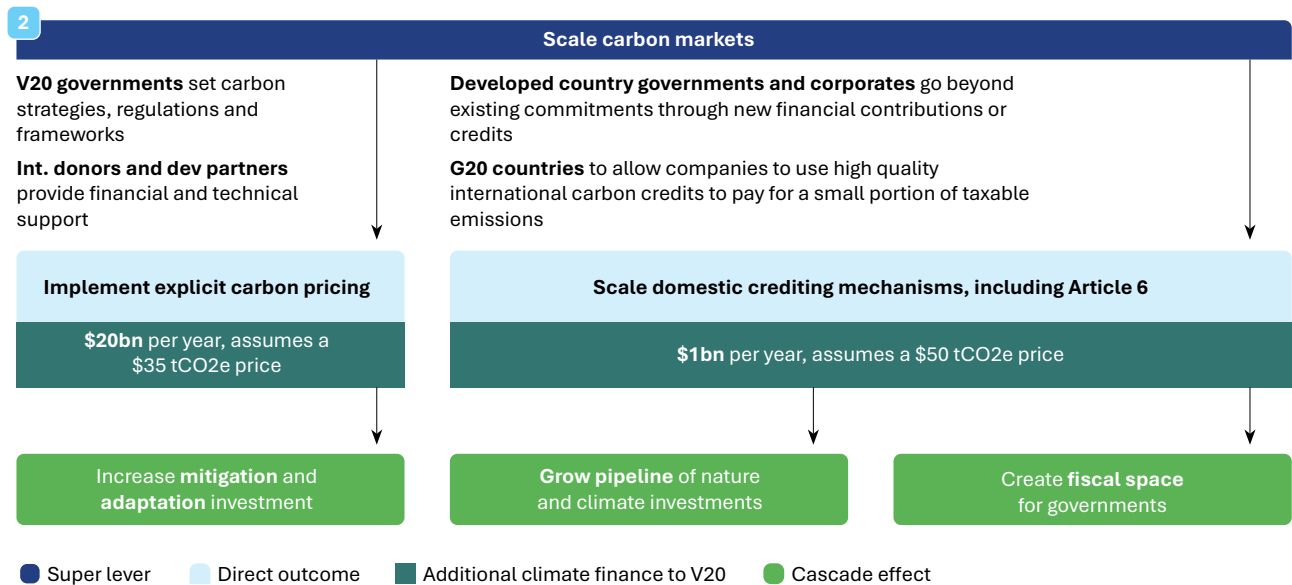 2
Scale carbon markets
V20 governments set carbon
strategies, regulations and
frameworks
Int. donors and dev partners
provide financial and technical
support
Developed country governments and corporates go beyond
existing commitments through new financial contributions or
credits
G20 countries to allow companies to use high quality
international carbon credits to pay for a small portion of taxable
emissions
Implement explicit carbon pricing
$20bn per year, assumes a
$35 tCO2e price
Scale domestic crediting mechanisms, including Article 6
$1bn per year, assumes a $50 tCO2e price
Increase mitigation and
adaptation investment
Grow pipeline of nature
and climate investments
Create fiscal space
for governments
Super lever
Direct outcome
Additional climate finance to V20
Cascade effect